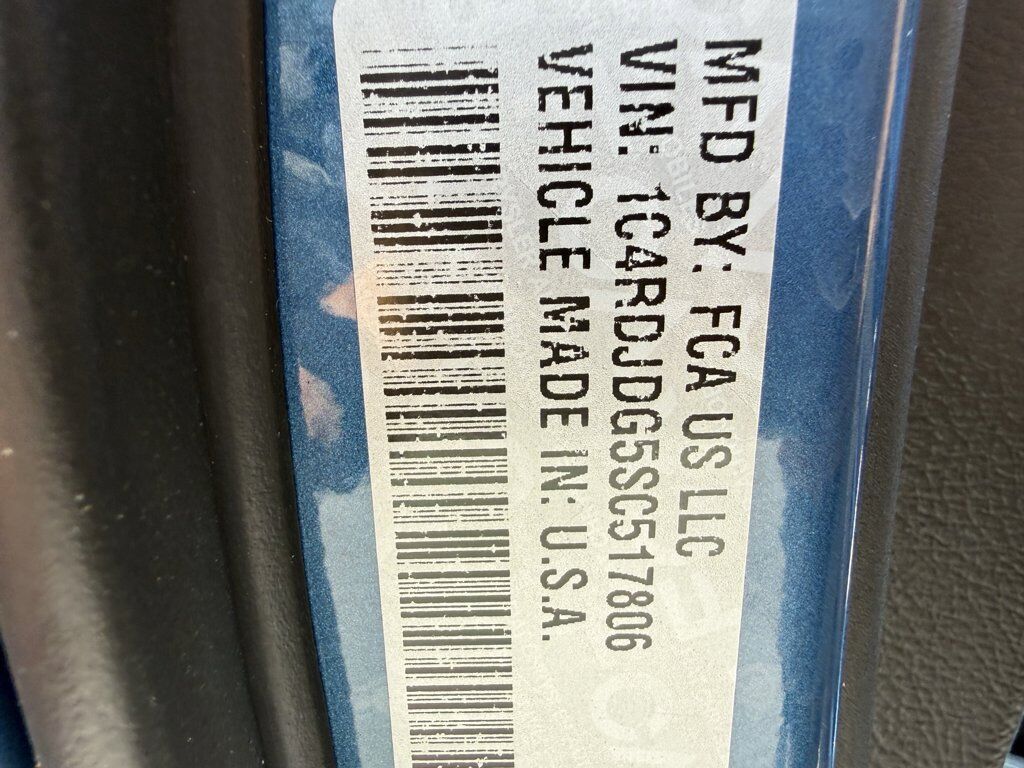 MFD BY: FCA US LLC
VIN: 1C4RDJDG5SC517806
VEHICLE MADE IN: U.S.A.